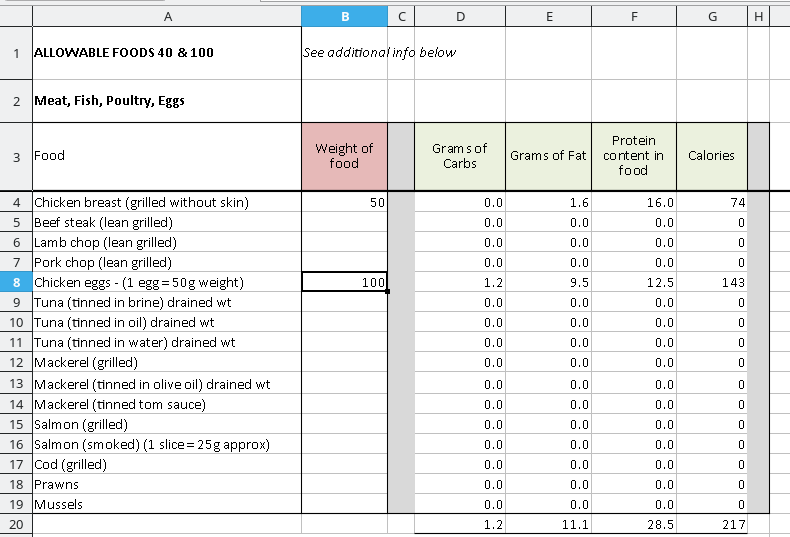 A B C D E F G H
1 ALLOWABLE FOODS 40 & 100 See additional info below
2 Meat, Fish, Poultry, Eggs
3 Food Weight of food Grams of Carbs Grams of Fat Protein content in food Calories
4 Chicken breast (grilled without skin) 50 0.0 1.6 16.0 74
5 Beef steak (lean grilled) 0.0 0.0 0.0 0
6 Lamb chop (lean grilled) 0.0 0.0 0.0 0
7 Pork chop (lean grilled) 0.0 0.0 0.0 0
8 Chicken eggs - (1 egg = 50g weight) 100 1.2 9.5 12.5 143
9 Tuna (tinned in brine) drained wt 0.0 0.0 0.0 0
10 Tuna (tinned in oil) drained wt 0.0 0.0 0.0 0
11 Tuna (tinned in water) drained wt 0.0 0.0 0.0 0
12 Mackerel (grilled) 0.0 0.0 0.0 0
13 Mackerel (tinned in olive oil) drained wt 0.0 0.0 0.0 0
14 Mackerel (tinned tom sauce) 0.0 0.0 0.0 0
15 Salmon (grilled) 0.0 0.0 0.0 0
16 Salmon (smoked) (1 slice = 25g approx) 0.0 0.0 0.0 0
17 Cod (grilled) 0.0 0.0 0.0 0
18 Prawns 0.0 0.0 0.0 0
19 Mussels 0.0 0.0 0.0 0
20 1.2 11.1 28.5 217